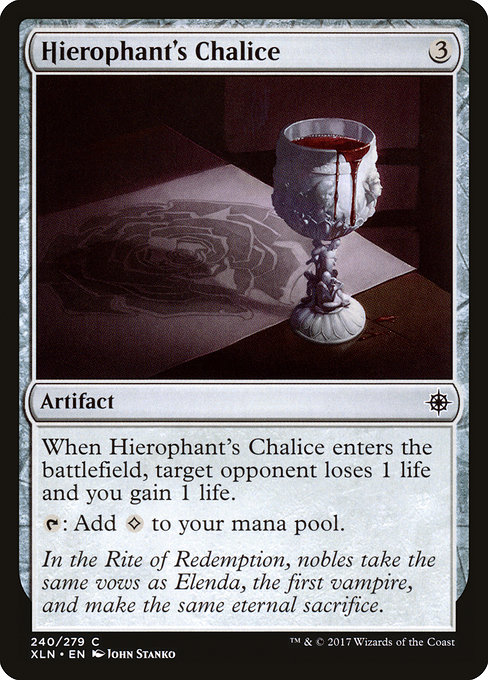 Hierophant's Chalice 3
Artifact
When Hierophant's Chalice enters the
battlefield, target opponent loses 1 life
and you gain 1 life.
: Add to your mana pool.
In the Rite of Redemption, nobles take the
same vows as Elenda, the first vampire,
and make the same eternal sacrifice.
240/279 C
XLN • EN John Stanko
™ & © 2017 Wizards of the Coast